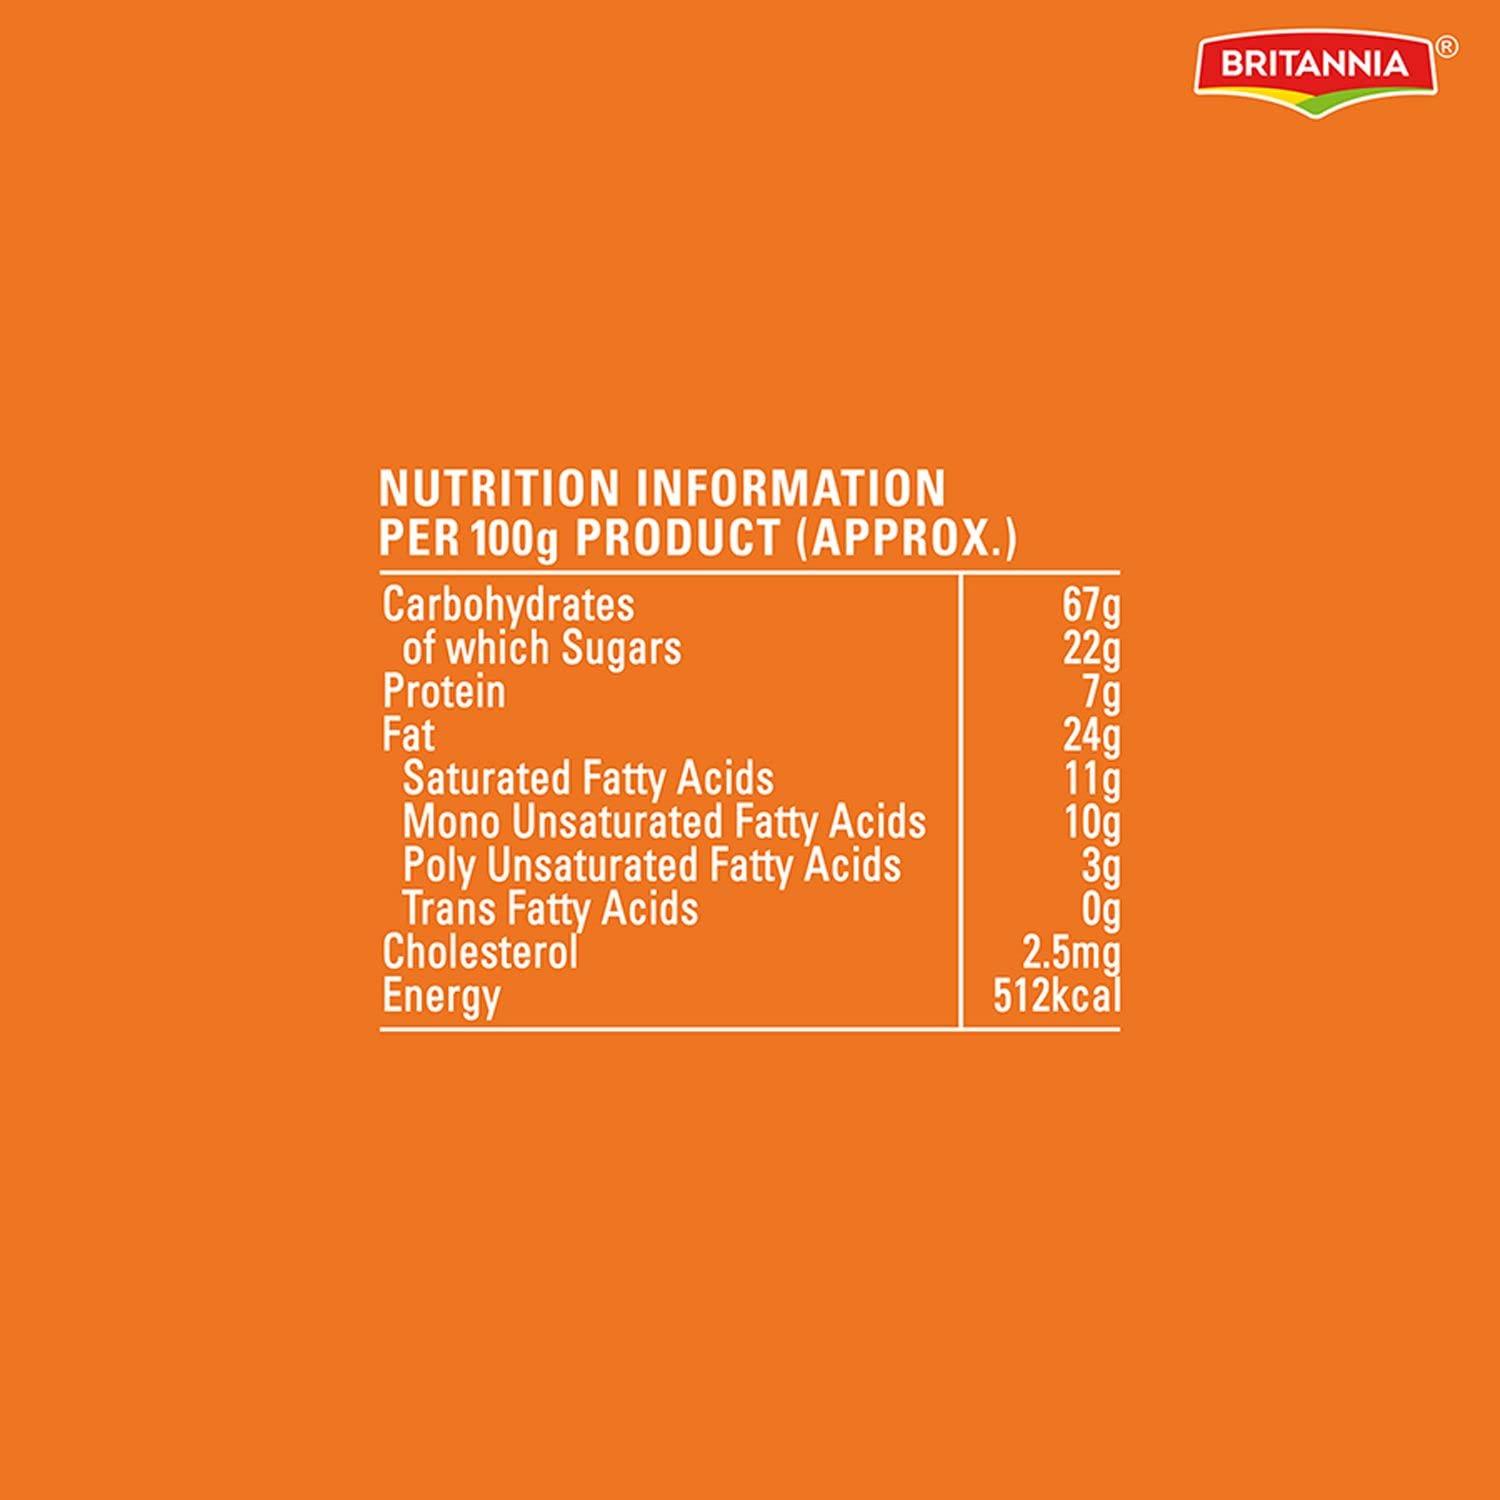 BRITANNIA ®
NUTRITION INFORMATION
PER 100g PRODUCT (APPROX.)
Carbohydrates 67g
of which Sugars 22g
Protein 7g
Fat 24g
Saturated Fatty Acids 11g
Mono Unsaturated Fatty Acids 10g
Poly Unsaturated Fatty Acids 3g
Trans Fatty Acids 0g
Cholesterol 2.5mg
Energy 512kcal